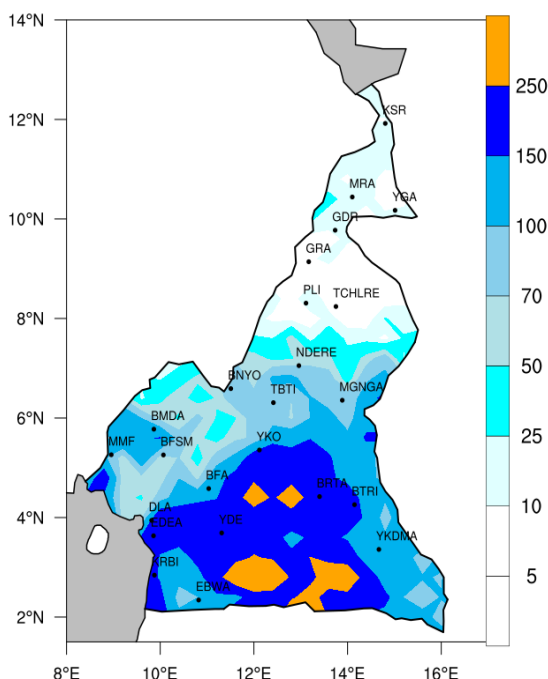 14°N
250
KSR
12°N
150
MRA
YGA
10°N
GDR
100
GRA
PLI
TCHLRE
8°N
70
NDERE
50
BNYO
MGNGA
TBTI
6°N
BMDA
25
YKO
MMF
BFSM
BFA
BRTA
BTRI
10
4°N
DLA
EDEA
YDE
YKDMA
KRBI
5
EBWA
2°N
8°E
10°E
12°E
14°E
16°E